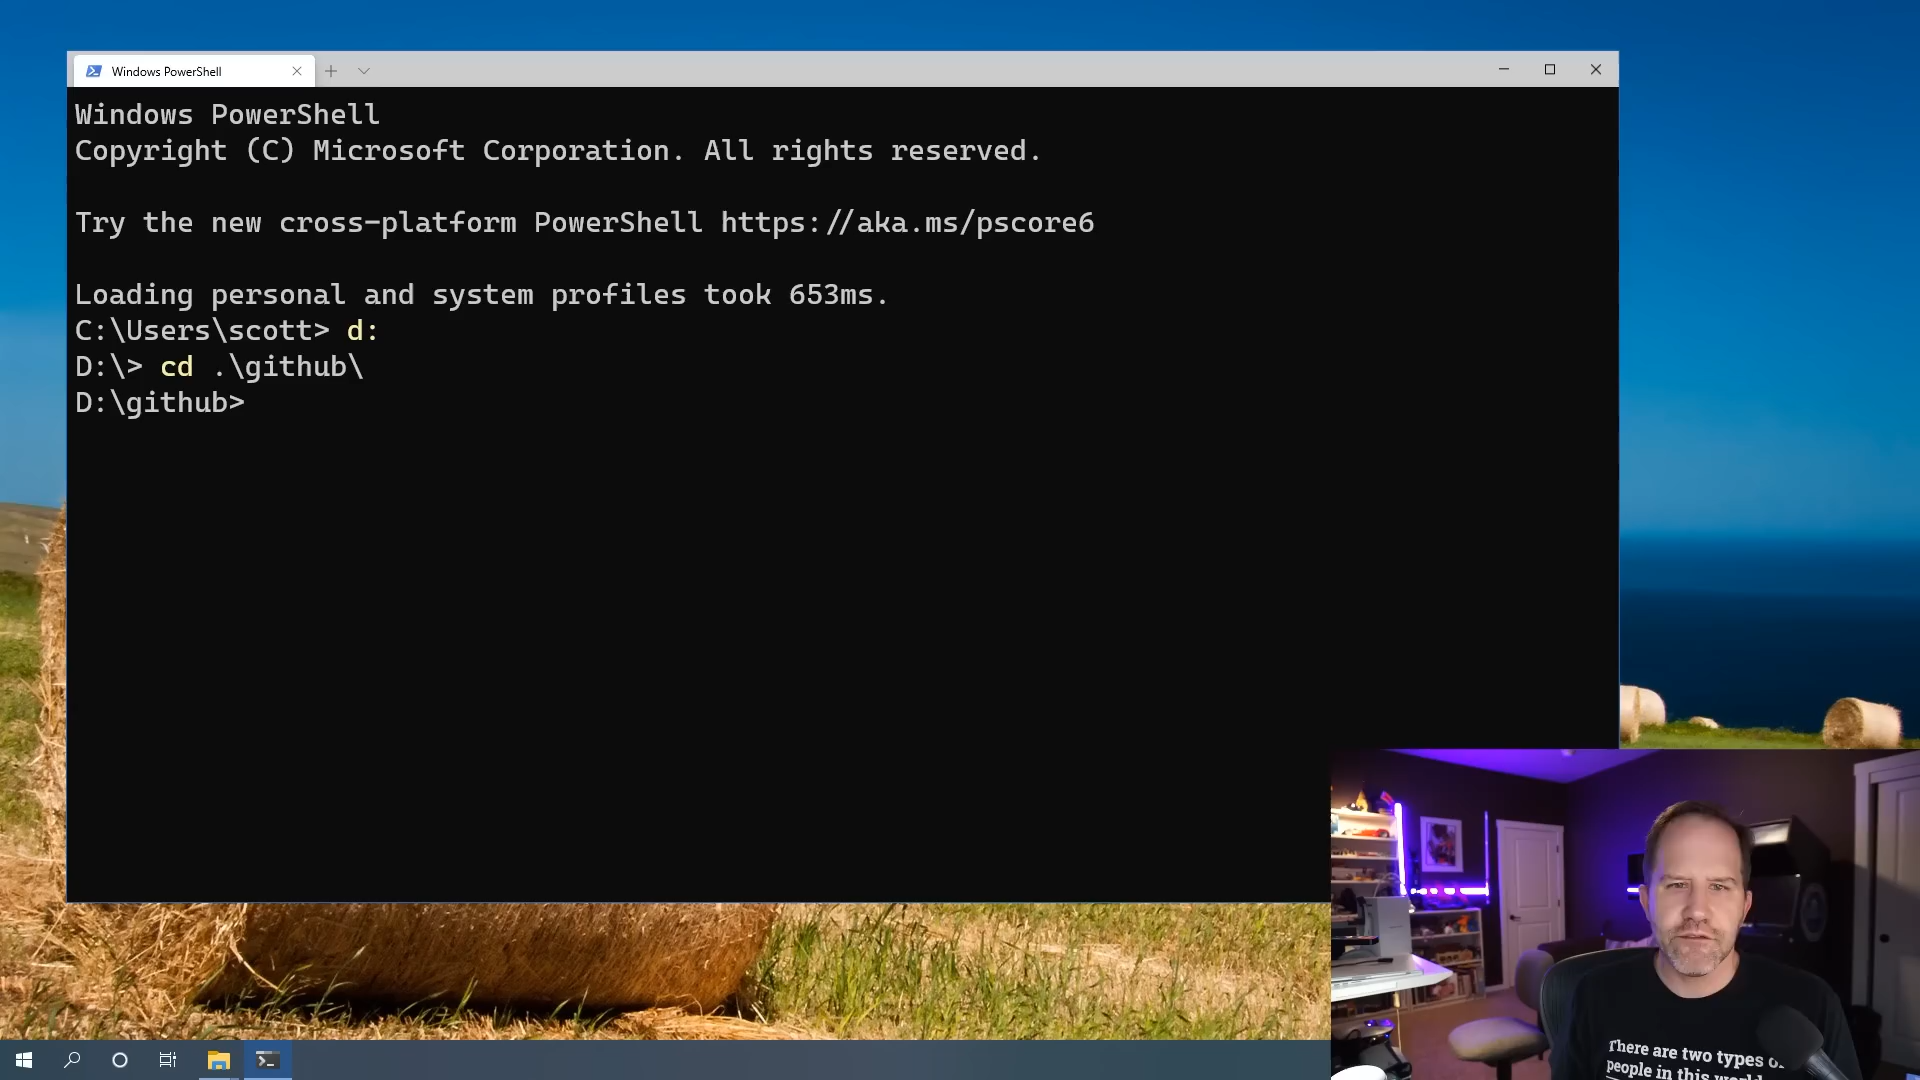 Windows PowerShell
Windows PowerShell
Copyright (C) Microsoft Corporation. All rights reserved.
Try the new cross-platform PowerShell https://aka.ms/pscore6
Loading personal and system profiles took 653ms.
C:\Users\scott> d:
D:\> cd .\github\
D:\github>
There are two types
people in this